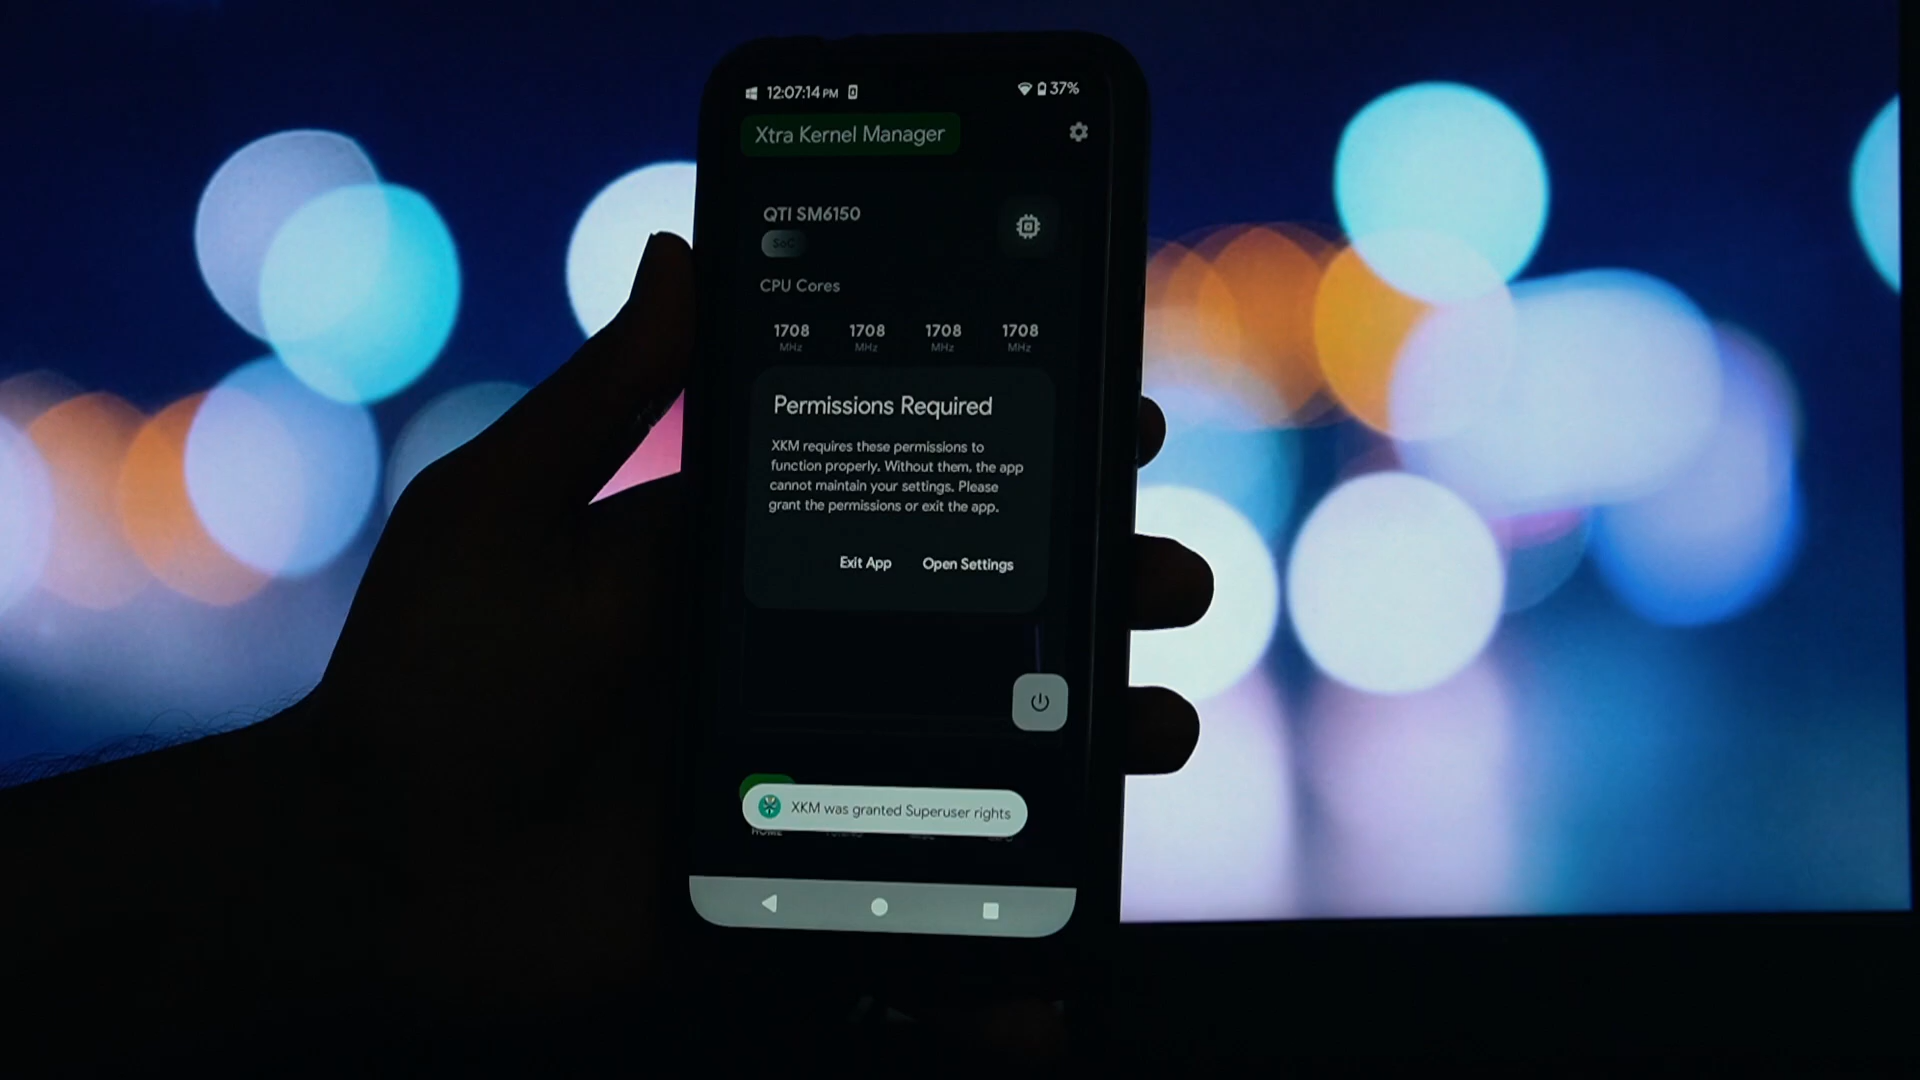 12:07:14 PM 37%
Xtra Kernel Manager
QTI SM6150
SoC
CPU Cores
1708 1708 1708 1708
MHz MHz MHz MHz
Permissions Required
XKM requires these permissions to
function properly. Without them, the app
cannot maintain your settings. Please
grant the permissions or exit the app.
Exit App Open Settings
XKM was granted Superuser rights
HOME